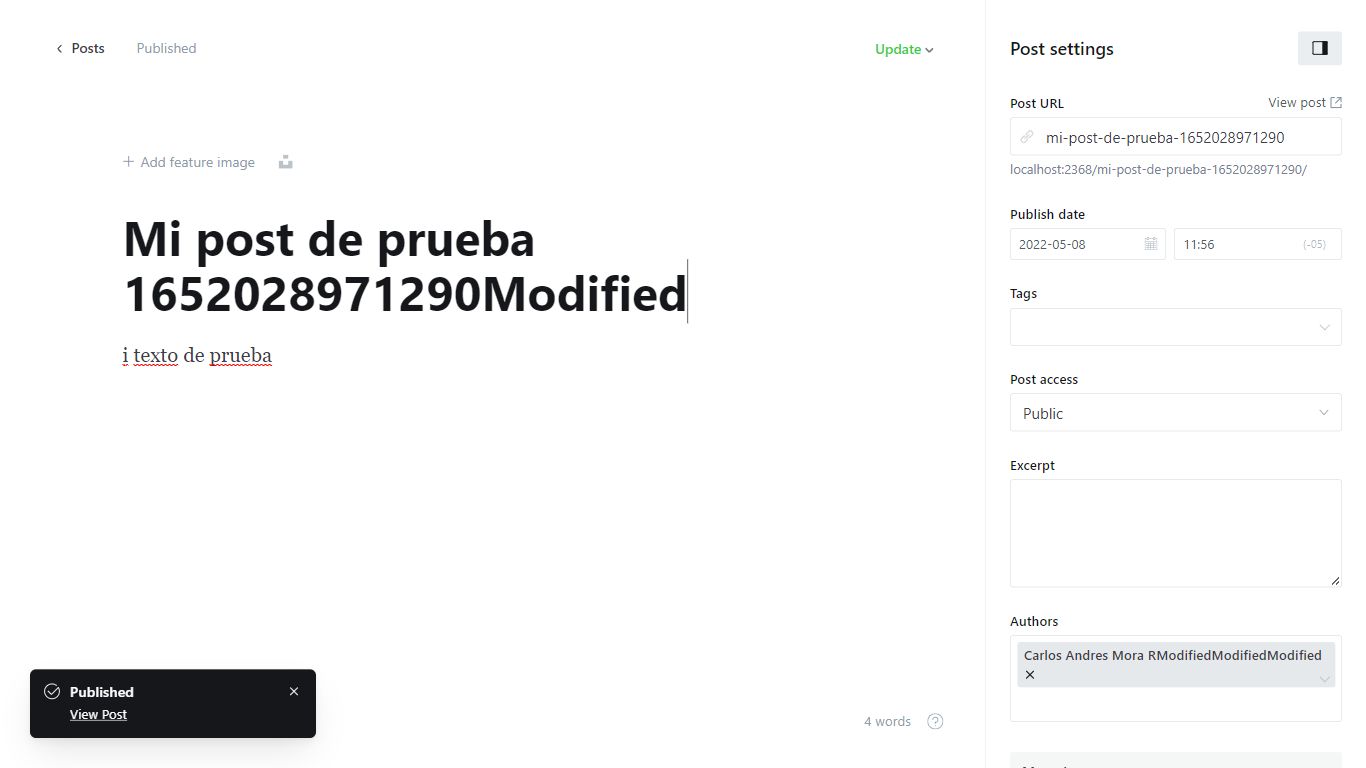 Posts
Published
Update
Add feature image
Mi post de prueba
1652028971290Modified
i texto de prueba
Published
View Post
4 words
Post settings
Post URL
View post
mi-post-de-prueba-1652028971290
localhost:2368/mi-post-de-prueba-1652028971290/
Publish date
2022-05-08
11:56
(-05)
Tags
Post access
Public
Excerpt
Authors
Carlos Andres Mora RModifiedModifiedModified